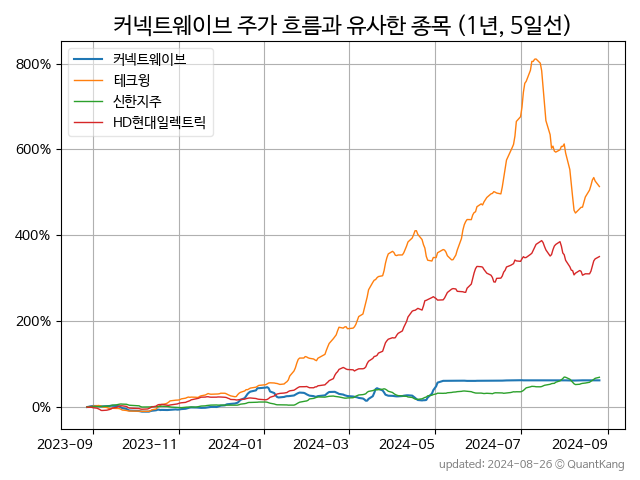 커넥트웨이브 주가 흐름과 유사한 종목 (1년, 5일선)
커넥트웨이브
테크윙
신한지주
HD현대일렉트릭
800%
600%
400%
200%
0%
2023-09 2023-11 2024-01 2024-03 2024-05 2024-07 2024-09
updated: 2024-08-26 © QuantKang